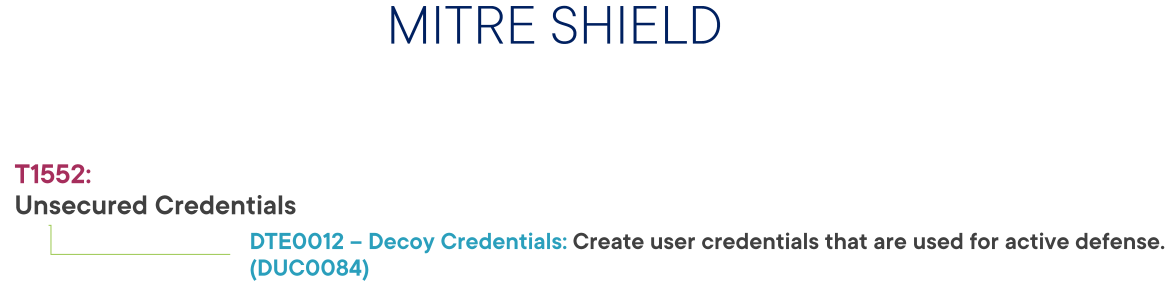 MITRE SHIELD
T1552:
Unsecured Credentials
DTE0012 – Decoy Credentials: Create user credentials that are used for active defense.
(DUC0084)